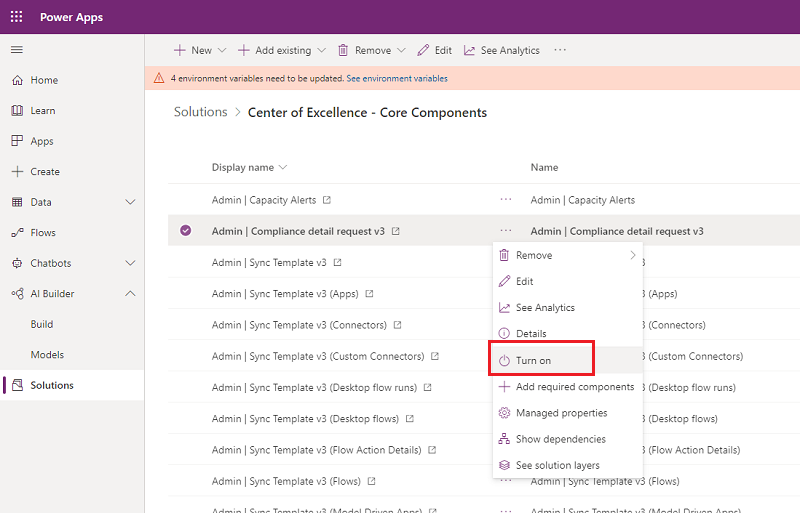 Power Apps
New
Add existing
Remove
Edit
See Analytics
4 environment variables need to be updated. See environment variables
Home
Learn
Apps
Create
Data
Flows
Chatbots
AI Builder
Build
Models
Solutions
Solutions > Center of Excellence - Core Components
Display name
Name
Admin | Capacity Alerts
Admin | Capacity Alerts
Admin | Compliance detail request v3
Admin | Compliance detail request v3
Admin | Sync Template v3
3
Admin | Sync Template v3 (Apps)
3 (Apps)
Admin | Sync Template v3 (Connectors)
3 (Connectors)
Admin | Sync Template v3 (Custom Connectors)
3 (Custom Connectors)
Admin | Sync Template v3 (Desktop flow runs)
3 (Desktop flow runs)
Admin | Sync Template v3 (Desktop flows)
3 (Desktop flows)
Admin | Sync Template v3 (Flow Action Details)
3 (Flow Action Details)
Admin | Sync Template v3 (Flows)
Admin | Sync Template v3 (Flows)
Admin | Sync Template v3 (Model Driven Apps)
Admin | Sync Template v3 (Model Driven Apps)
Remove
Edit
See Analytics
Details
Turn on
Add required components
Managed properties
Show dependencies
See solution layers